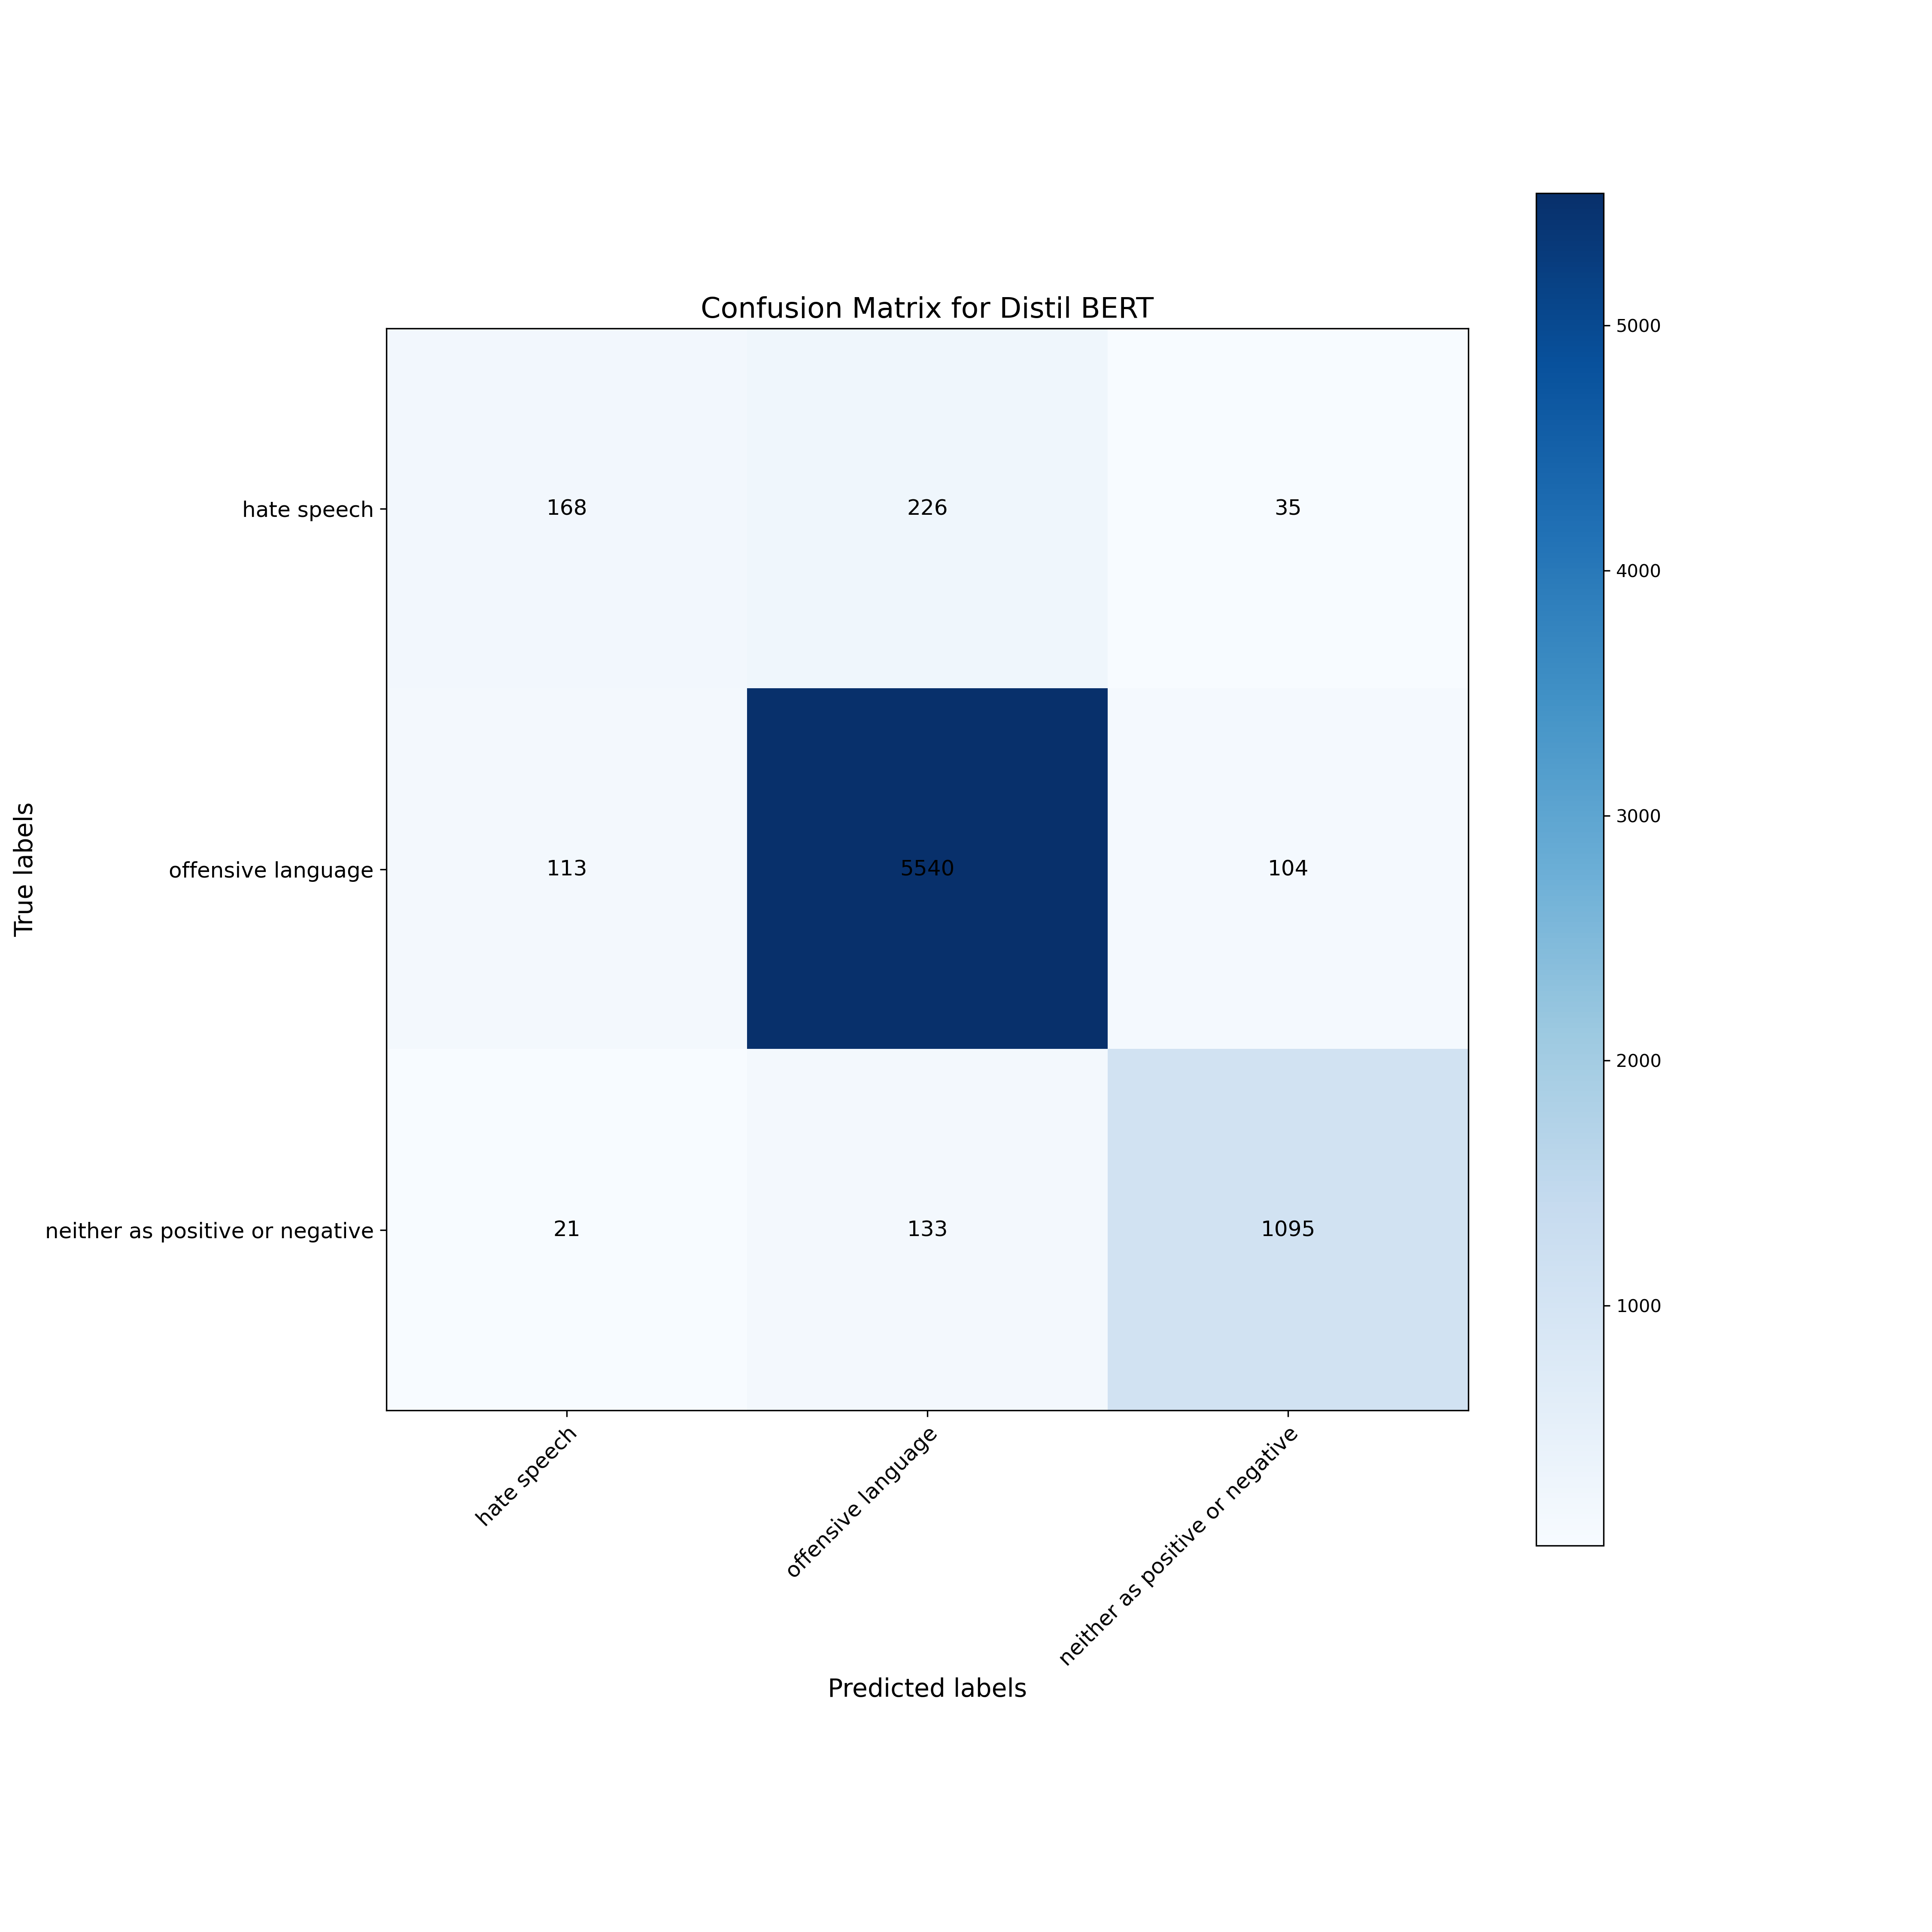 Confusion Matrix for Distil BERT
True labels
hate speech
168 226 35
offensive language
113 5540 104
neither as positive or negative
21 133 1095
hate speech
offensive language
neither as positive or negative
Predicted labels
5000
4000
3000
2000
1000